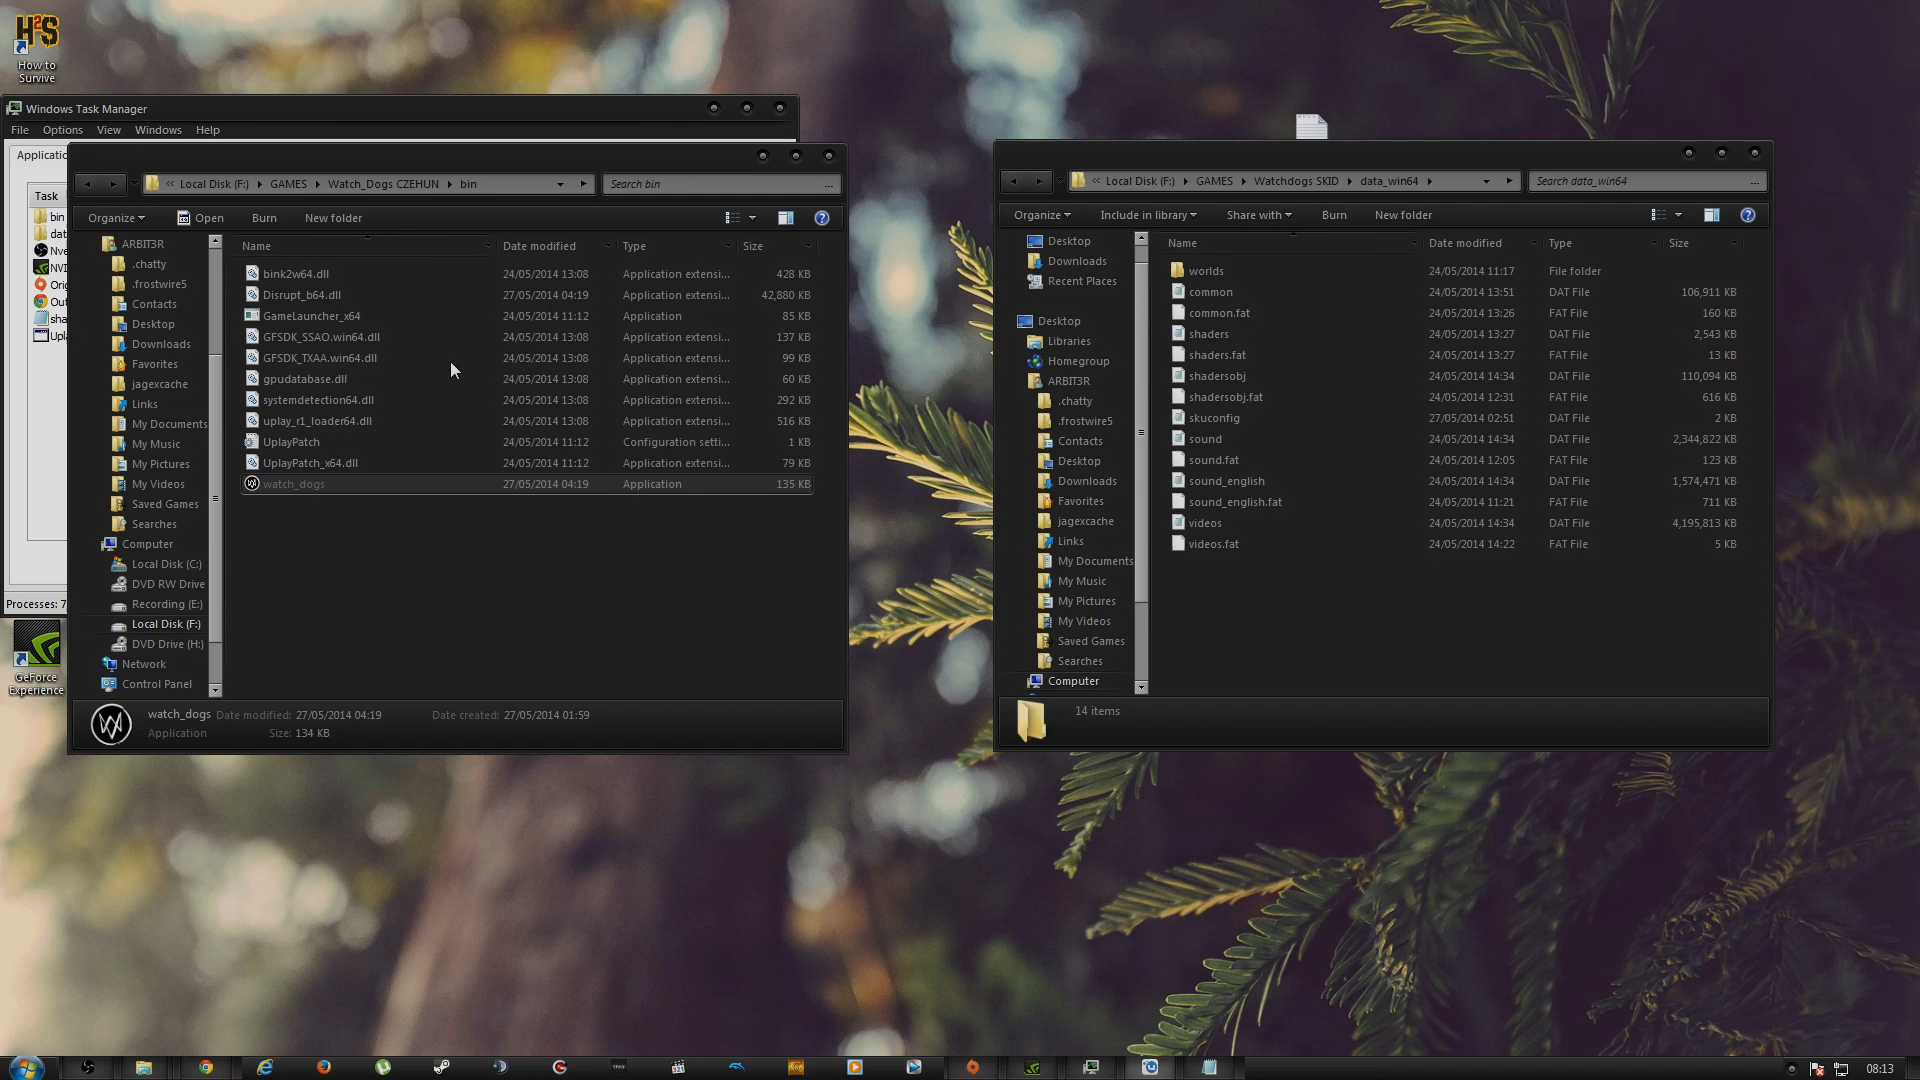 H2S
How to
Survive
Windows Task Manager
File Options View Windows Help
Applicatio
Task
bin
dat
Nve
NVI
Orig
Out
sha
Upl
Processes: 7
GeForce
Experience
« Local Disk (F:) GAMES Watch_Dogs CZEHUN bin
Search bin
Organize Open Burn New folder
ARBIT3R
.chatty
.frostwire5
Contacts
Desktop
Downloads
Favorites
jagexcache
Links
My Documents
My Music
My Pictures
My Videos
Saved Games
Searches
Computer
Local Disk (C:)
DVD RW Drive
Recording (E:)
Local Disk (F:)
DVD Drive (H:)
Network
Control Panel
Name Date modified Type Size
bink2w64.dll 24/05/2014 13:08 Application extensi... 428 KB
Disrupt_b64.dll 27/05/2014 04:19 Application extensi... 42,880 KB
GameLauncher_x64 24/05/2014 11:12 Application 85 KB
GFSDK_SSAO.win64.dll 24/05/2014 13:08 Application extensi... 137 KB
GFSDK_TXAA.win64.dll 24/05/2014 13:08 Application extensi... 99 KB
gpudatabase.dll 24/05/2014 13:08 Application extensi... 60 KB
systemdetection64.dll 24/05/2014 13:08 Application extensi... 292 KB
uplay_r1_loader64.dll 24/05/2014 13:08 Application extensi... 516 KB
UplayPatch 24/05/2014 11:12 Configuration setti... 1 KB
UplayPatch_x64.dll 24/05/2014 11:12 Application extensi... 79 KB
watch_dogs 27/05/2014 04:19 Application 135 KB
watch_dogs Date modified: 27/05/2014 04:19 Date created: 27/05/2014 01:59
Application Size: 134 KB
« Local Disk (F:) GAMES Watchdogs SKID data_win64
Search data_win64
Organize Include in library Share with Burn New folder
Desktop
Downloads
Recent Places
Desktop
Libraries
Homegroup
ARBIT3R
.chatty
.frostwire5
Contacts
Desktop
Downloads
Favorites
jagexcache
Links
My Documents
My Music
My Pictures
My Videos
Saved Games
Searches
Computer
Name Date modified Type Size
worlds 24/05/2014 11:17 File folder
common 24/05/2014 13:51 DAT File 106,911 KB
common.fat 24/05/2014 13:26 FAT File 160 KB
shaders 24/05/2014 13:27 DAT File 2,543 KB
shaders.fat 24/05/2014 13:27 FAT File 13 KB
shadersobj 24/05/2014 14:34 DAT File 110,094 KB
shadersobj.fat 24/05/2014 12:31 FAT File 616 KB
skuconfig 27/05/2014 02:51 DAT File 2 KB
sound 24/05/2014 14:34 DAT File 2,344,822 KB
sound.fat 24/05/2014 12:05 FAT File 123 KB
sound_english 24/05/2014 14:34 DAT File 1,574,471 KB
sound_english.fat 24/05/2014 11:21 FAT File 711 KB
videos 24/05/2014 14:34 DAT File 4,195,813 KB
videos.fat 24/05/2014 14:22 FAT File 5 KB
14 items
08:13